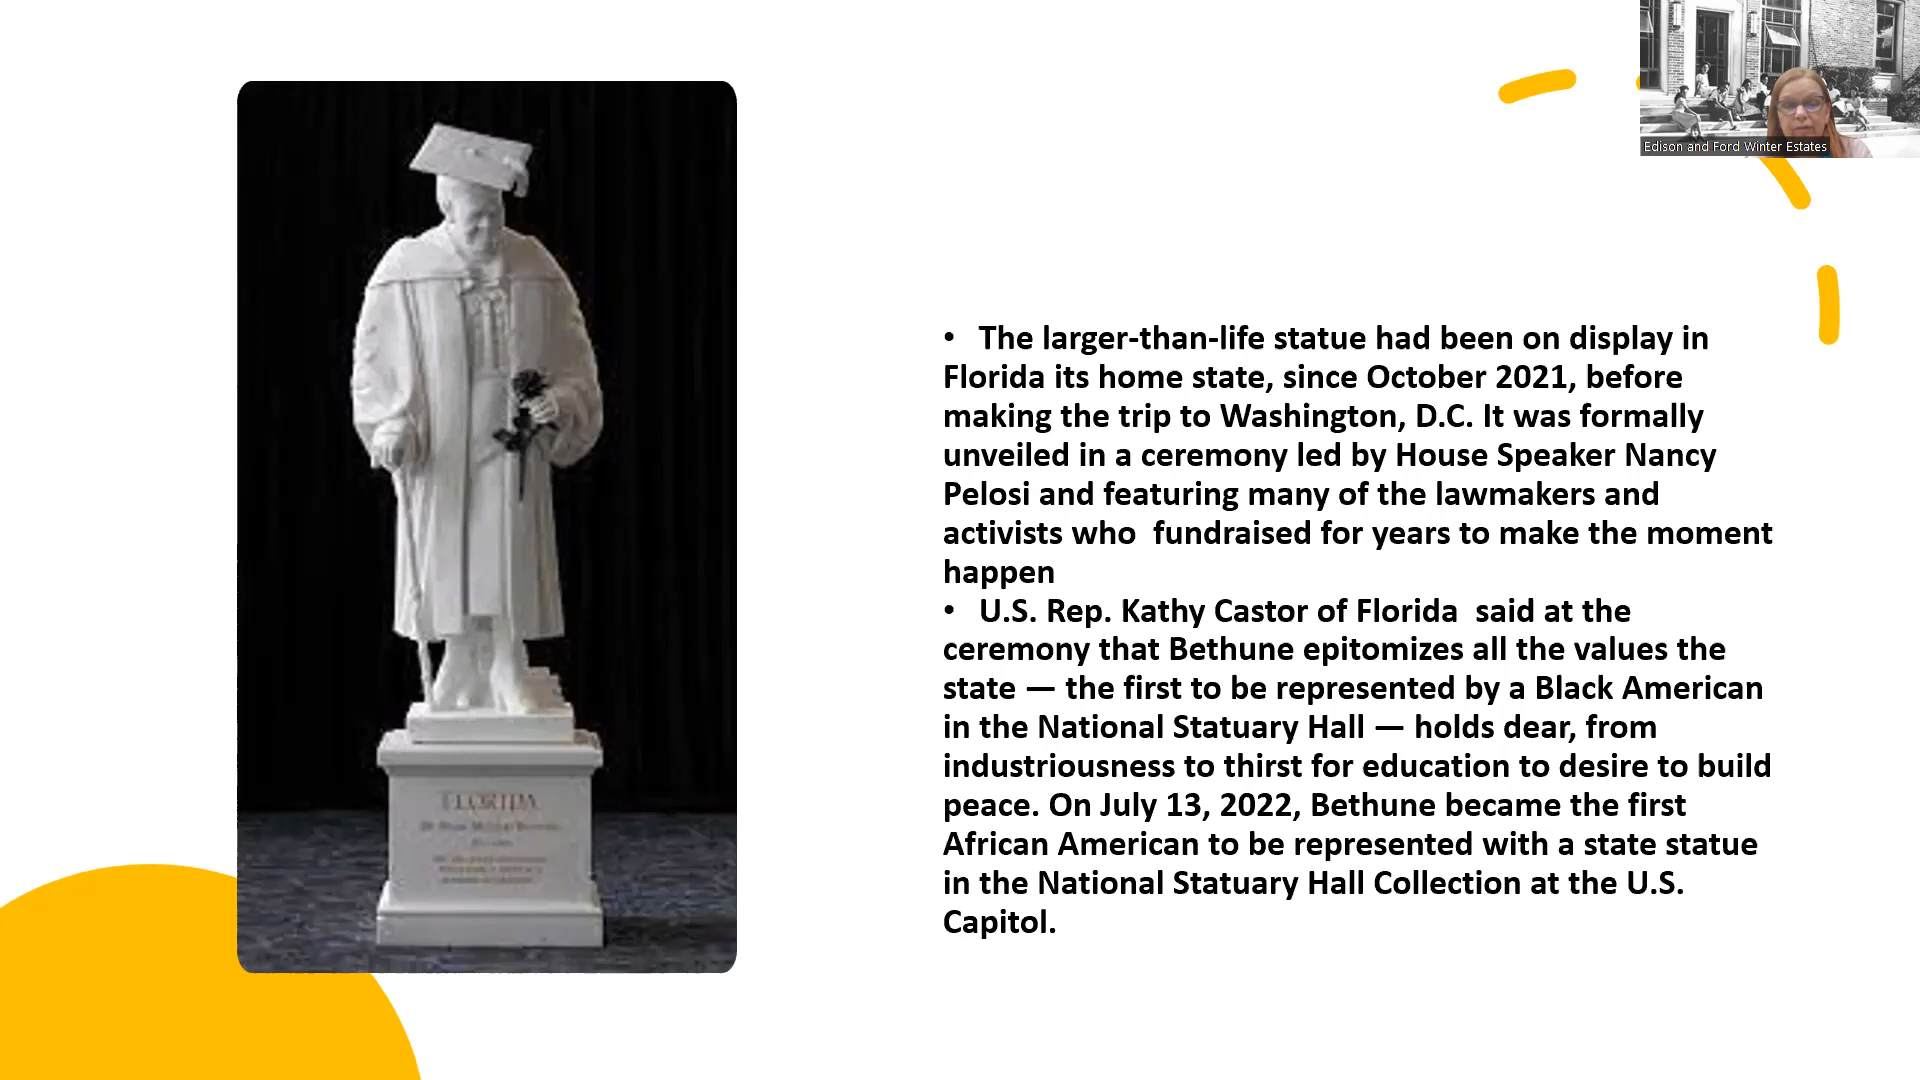 Edison and Ford Winter Estates
• The larger-than-life statue had been on display in
Florida its home state, since October 2021, before
making the trip to Washington, D.C. It was formally
unveiled in a ceremony led by House Speaker Nancy
Pelosi and featuring many of the lawmakers and
activists who  fundraised for years to make the moment
happen
• U.S. Rep. Kathy Castor of Florida  said at the
ceremony that Bethune epitomizes all the values the
state — the first to be represented by a Black American
in the National Statuary Hall — holds dear, from
industriousness to thirst for education to desire to build
peace. On July 13, 2022, Bethune became the first
African American to be represented with a state statue
in the National Statuary Hall Collection at the U.S.
Capitol.
FLORIDA